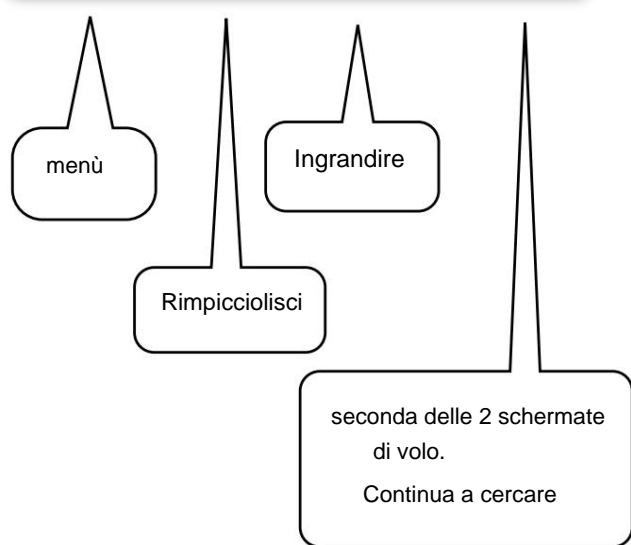 menù
Ingrandire
Rimpicciolisci
seconda delle 2 schermate
di volo.
Continua a cercare